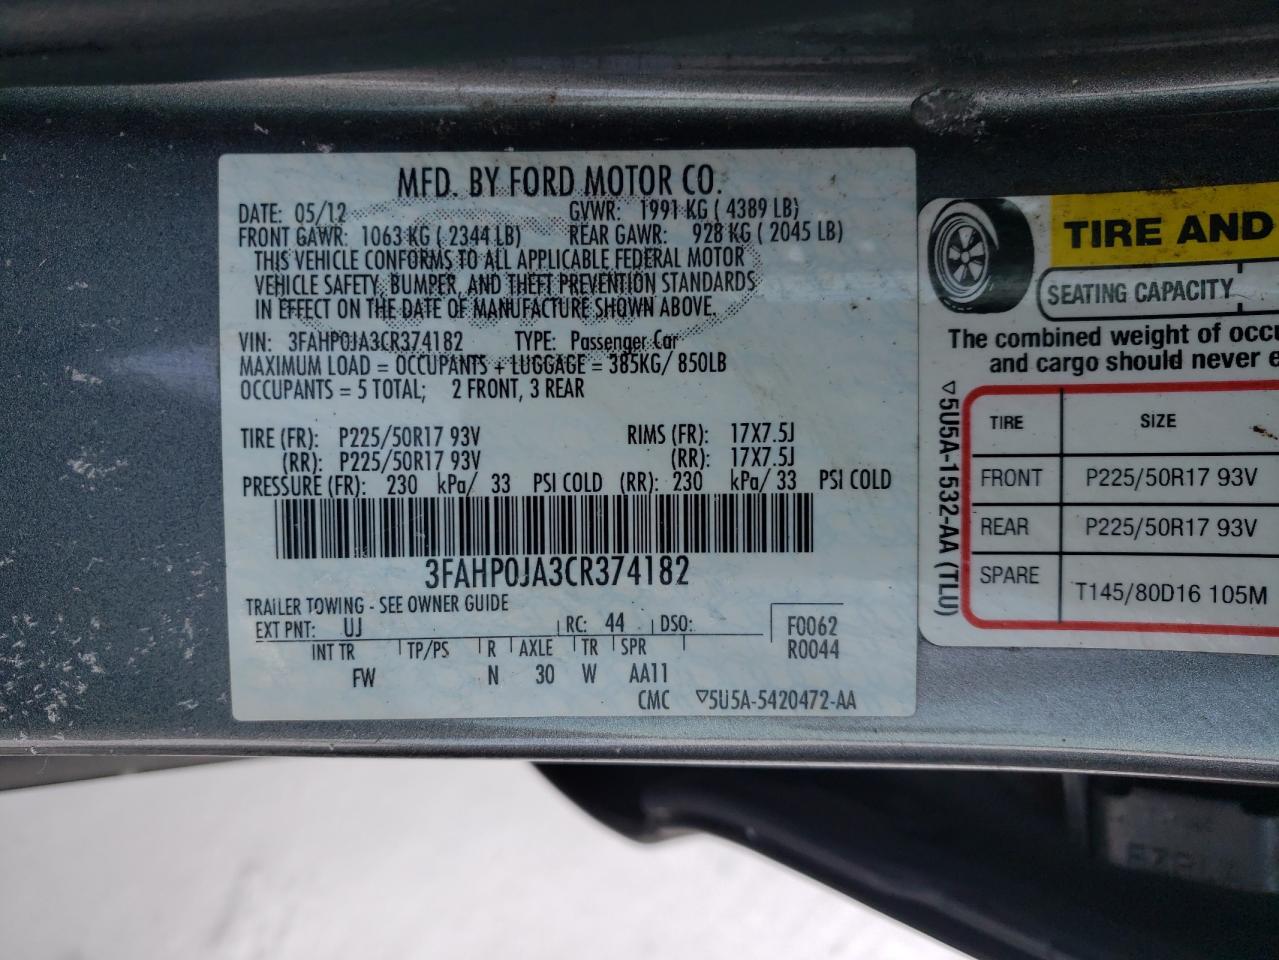 MFD. BY FORD MOTOR CO.
DATE: 05/12 GVWR: 1991 KG ( 4389 LB)
FRONT GAWR: 1063 KG ( 2344 LB) REAR GAWR: 928 KG ( 2045 LB)
THIS VEHICLE CONFORMS TO ALL APPLICABLE FEDERAL MOTOR
VEHICLE SAFETY, BUMPER, AND THEFT PREVENTION STANDARDS
IN EFFECT ON THE DATE OF MANUFACTURE SHOWN ABOVE.
VIN: 3FAHP0JA3CR374182 TYPE: Passenger Car
MAXIMUM LOAD = OCCUPANTS + LUGGAGE = 385KG/ 850LB
OCCUPANTS = 5 TOTAL; 2 FRONT, 3 REAR
TIRE (FR): P225/50R17 93V RIMS (FR): 17X7.5J
(RR): P225/50R17 93V (RR): 17X7.5J
PRESSURE (FR): 230 kPa/ 33 PSI COLD (RR): 230 kPa/ 33 PSI COLD
3FAHP0JA3CR374182
TRAILER TOWING - SEE OWNER GUIDE
EXT PNT: UJ RC: 44 DSO: F0062
R0044
INT TR TP/PS R AXLE TR SPR
FW N 30 W AA11
CMC ▽5U5A-5420472-AA
TIRE AND
SEATING CAPACITY
The combined weight of occu
and cargo should never e
▽5U5A-1532-AA (TLU)
TIRE SIZE
FRONT P225/50R17 93V
REAR P225/50R17 93V
SPARE T145/80D16 105M